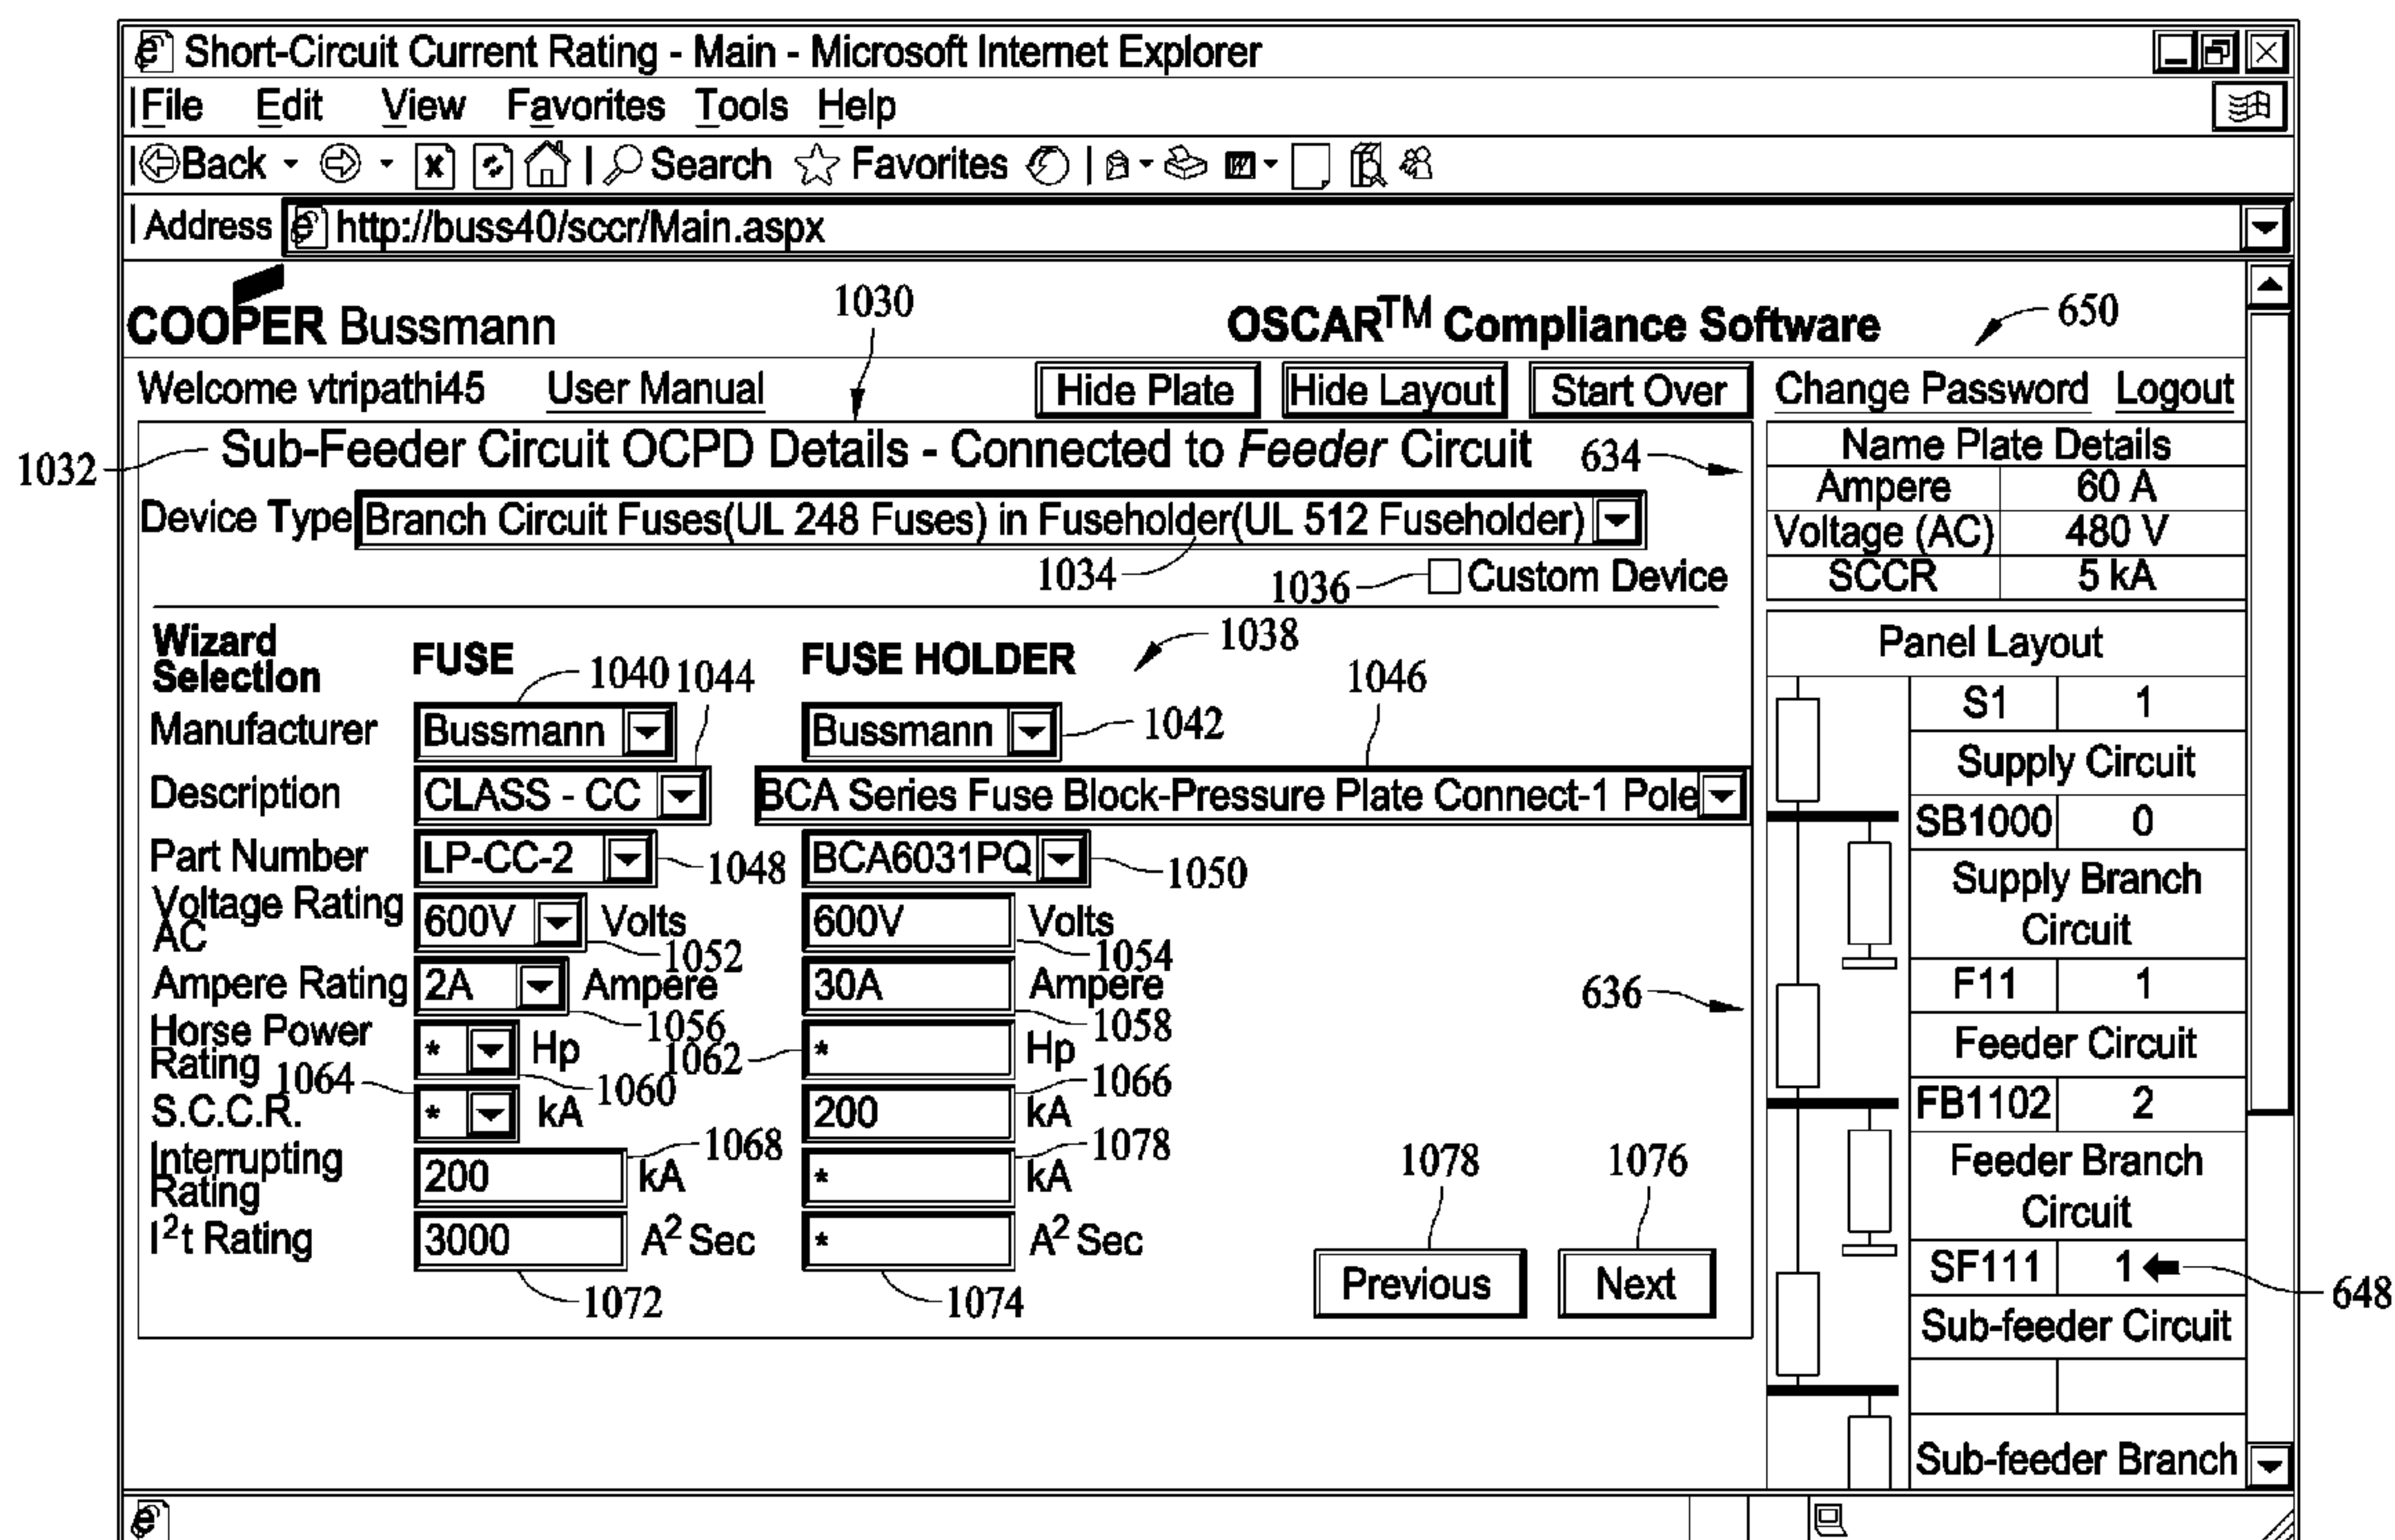 Short-Circuit Current Rating - Main - Microsoft Internet Explorer
File Edit View Favorites Tools Help
Back Search Favorites
Address http://buss40/sccr/Main.aspx
COOPER Bussmann 1030 OSCAR™ Compliance Software 650
Welcome vtripathi45 User Manual Hide Plate Hide Layout Start Over Change Password Logout
1032 Sub-Feeder Circuit OCPD Details - Connected to Feeder Circuit 634
Device Type Branch Circuit Fuses(UL 248 Fuses) in Fuseholder(UL 512 Fuseholder)
1034 1036 Custom Device
Wizard Selection FUSE 1040 1044 FUSE HOLDER 1038 1046
Manufacturer Bussmann Bussmann 1042
Description CLASS - CC BCA Series Fuse Block-Pressure Plate Connect-1 Pole
Part Number LP-CC-2 1048 BCA6031PQ 1050
Voltage Rating AC 600V Volts 1052 600V Volts 1054
Ampere Rating 2A Ampere 1056 30A Ampere 1058 636
Horse Power Rating * Hp 1060 1062 * Hp
S.C.C.R. 1064 * kA 200 kA 1066
Interrupting Rating 200 kA 1068 * kA 1078
I²t Rating 3000 A² Sec * A² Sec
1072 1074
1078 1076
Previous Next
Name Plate Details
Ampere 60 A
Voltage (AC) 480 V
SCCR 5 kA
Panel Layout
S1 1
Supply Circuit
SB1000 0
Supply Branch
Circuit
F11 1
Feeder Circuit
FB1102 2
Feeder Branch
Circuit
SF111 1 648
Sub-feeder Circuit
Sub-feeder Branch